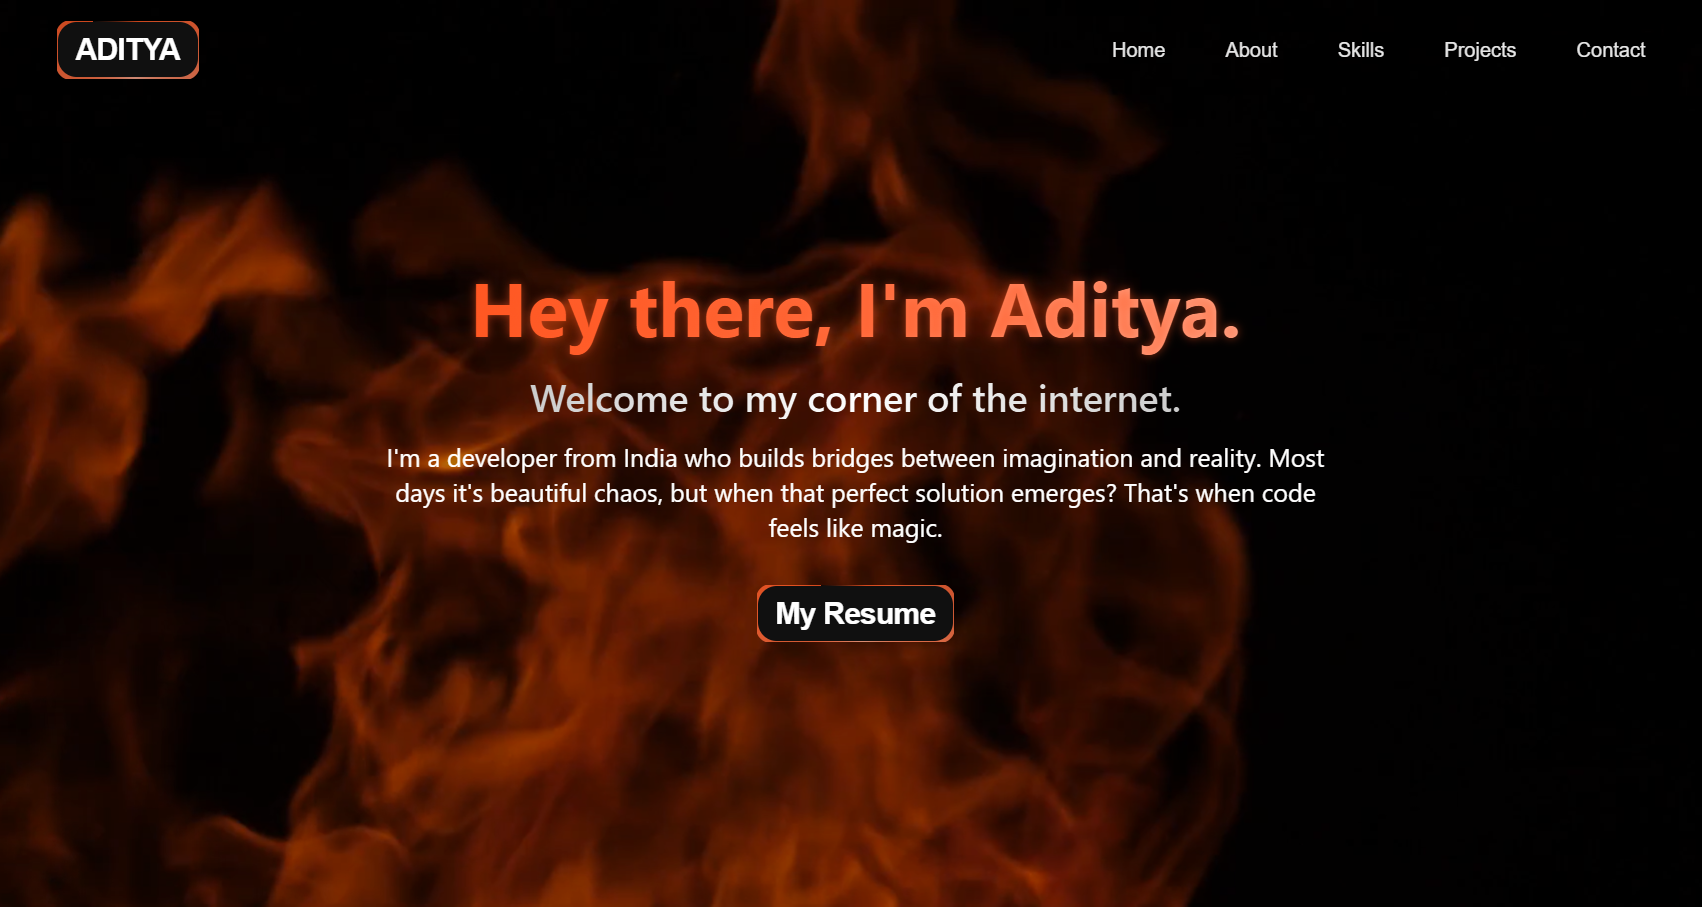 ADITYA
Home
About
Skills
Projects
Contact
Hey there, I'm Aditya.
Welcome to my corner of the internet.
I'm a developer from India who builds bridges between imagination and reality. Most
days it's beautiful chaos, but when that perfect solution emerges? That's when code
feels like magic.
My Resume